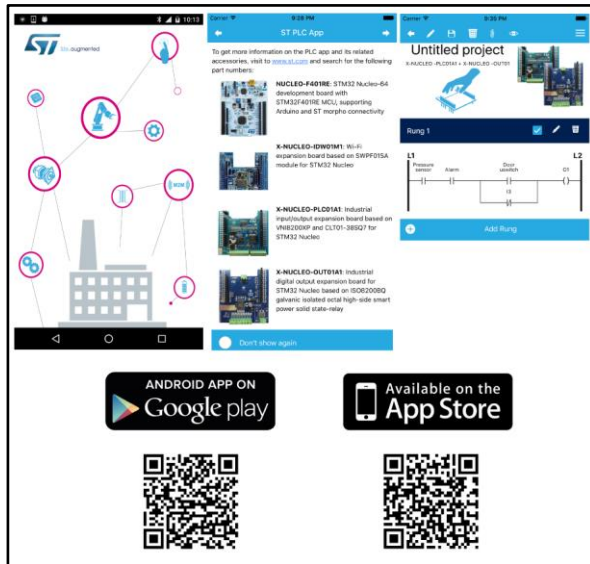 10:13
ST
life.augmented
Carrier 9:28 PM
ST PLC App
To get more information on the PLC app and its related
accessories, visit to www.st.com and search for the following
part numbers:
NUCLEO-F401RE: STM32 Nucleo-64
development board with
STM32F401RE MCU, supporting
Arduino and ST morpho connectivity
X-NUCLEO-IDW01M1: Wi-Fi
expansion board based on SWPF01SA
module for STM32 Nucleo
X-NUCLEO-PLC01A1: Industrial
input/output expansion board based on
VNI8200XP and CLT01-38SQ7 for
STM32 Nucleo
X-NUCLEO-OUT01A1: Industrial
digital output expansion board for
STM32 Nucleo based on ISO8200BQ
galvanic isolated octal high-side smart
power solid state-relay
Don't show again
Carrier 9:35 PM
Untitled project
X-NUCLEO-PLC01A1 + X-NUCLEO-OUT01
Rung 1
L1 L2
Pressure
sensor
Alarm
Door
Q1
Add Rung
ANDROID APP ON
Google play
Available on the
App Store